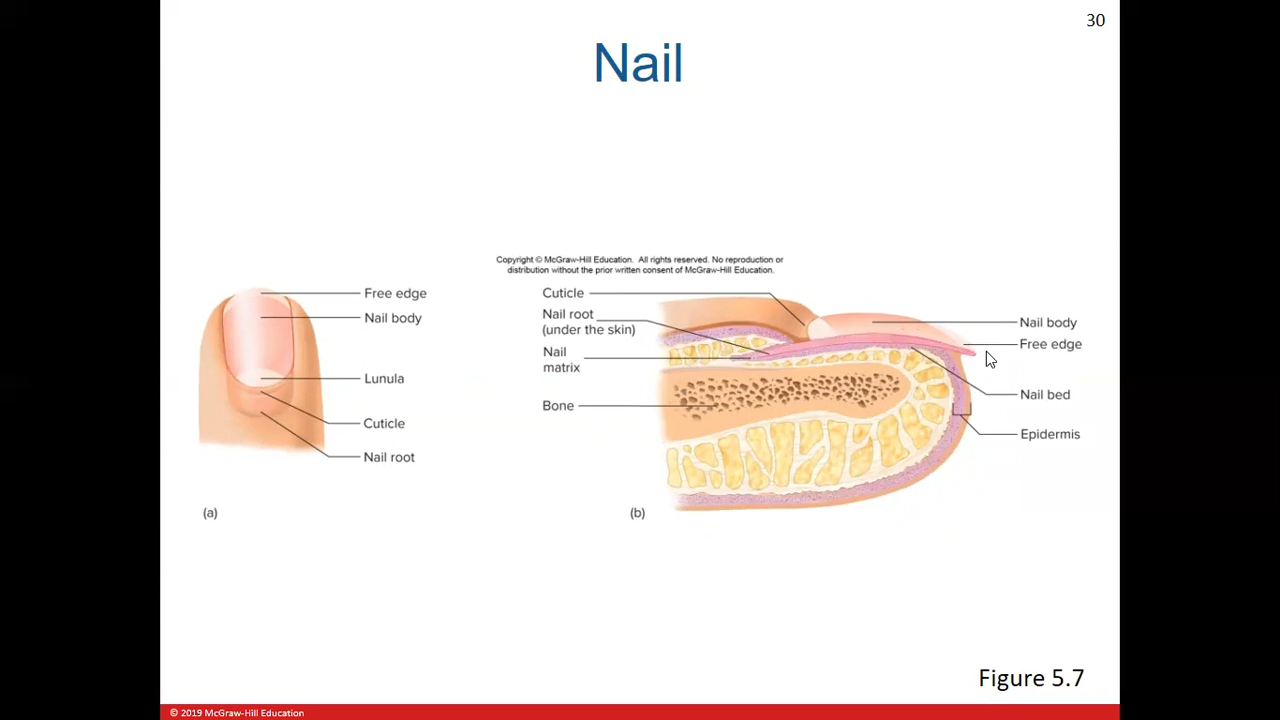 30
Nail
Copyright © McGraw-Hill Education. All rights reserved. No reproduction or
distribution without the prior written consent of McGraw-Hill Education.
Free edge
Nail body
Lunula
Cuticle
Nail root
(a)
Cuticle
Nail root
(under the skin)
Nail
matrix
Bone
Nail body
Free edge
Nail bed
Epidermis
(b)
Figure 5.7
© 2019 McGraw-Hill Education